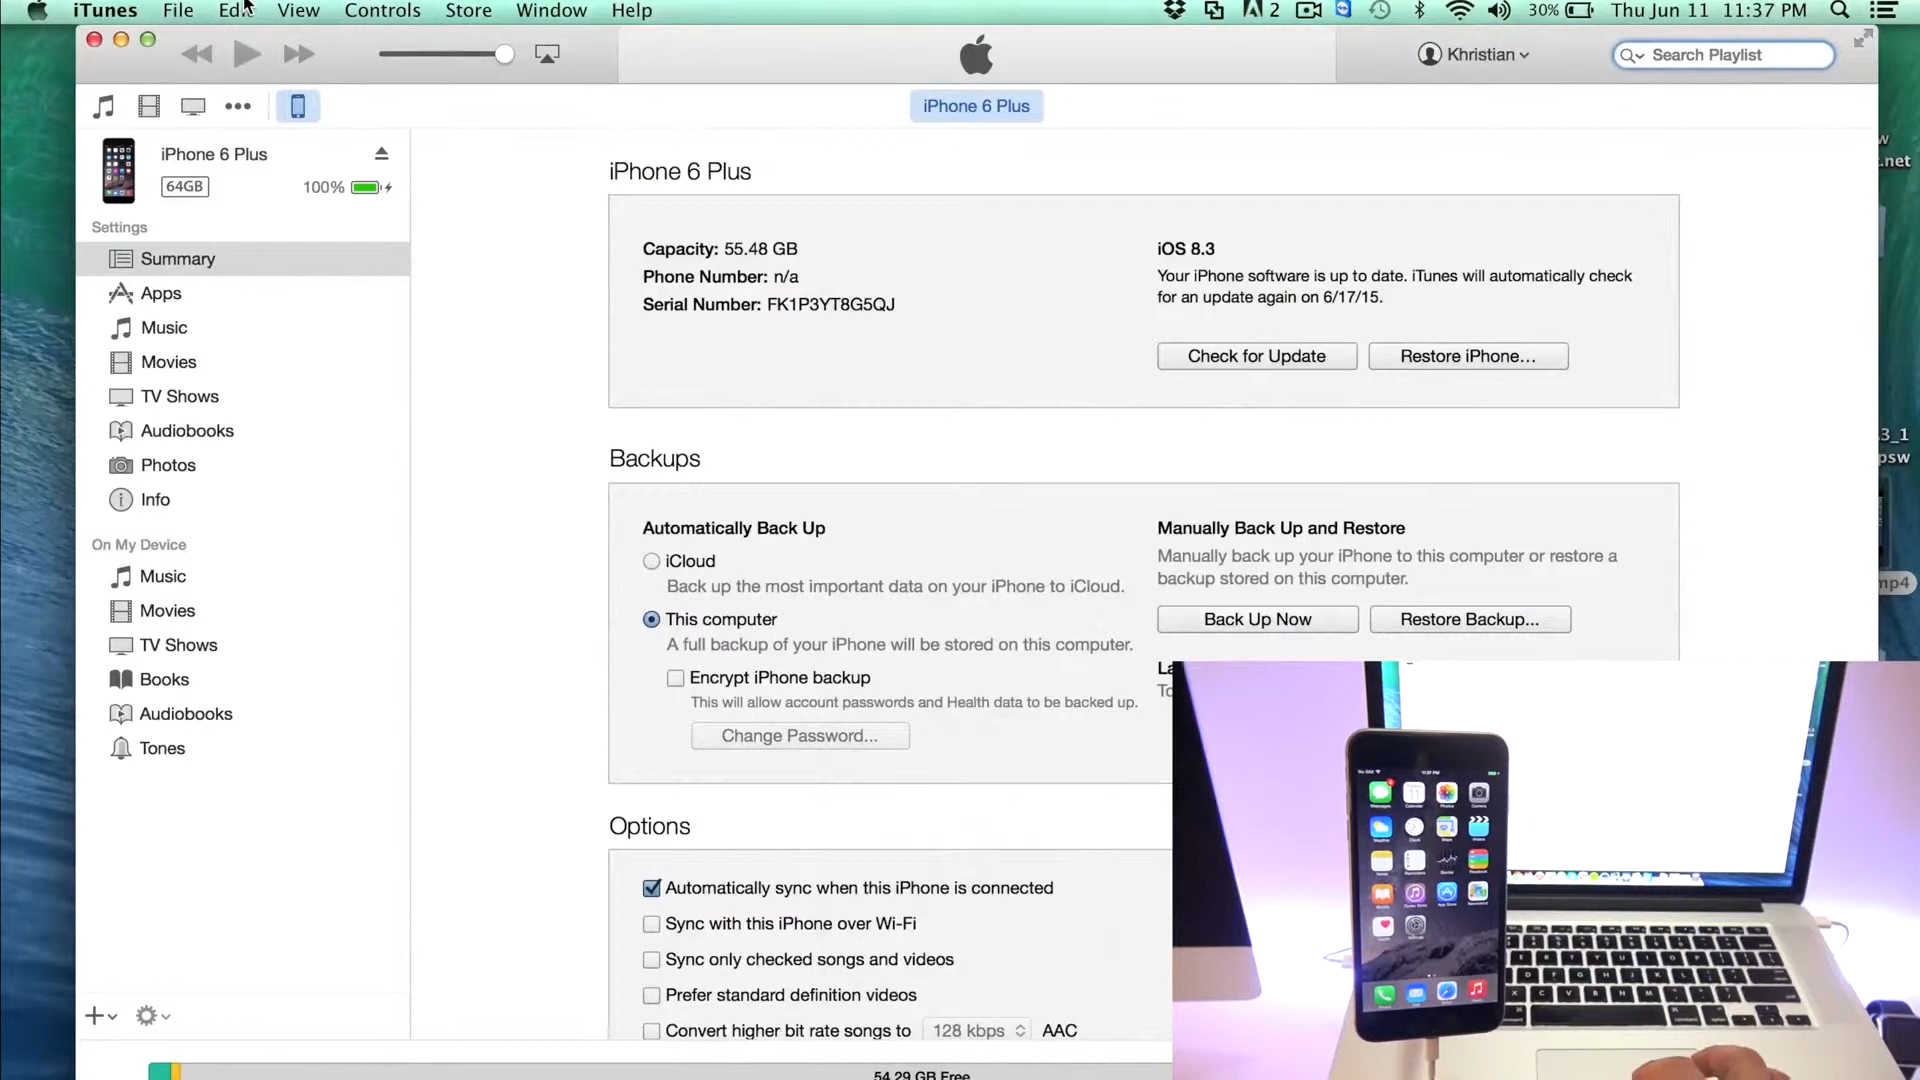 iTunes File Edit View Controls Store Window Help
2 30% Thu Jun 11 11:37 PM
Khristian
Search Playlist
iPhone 6 Plus
iPhone 6 Plus
64GB 100%
Settings
Summary
Apps
Music
Movies
TV Shows
Audiobooks
Photos
Info
On My Device
Music
Movies
TV Shows
Books
Audiobooks
Tones
iPhone 6 Plus
Capacity: 55.48 GB
Phone Number: n/a
Serial Number: FK1P3YT8G5QJ
iOS 8.3
Your iPhone software is up to date. iTunes will automatically check
for an update again on 6/17/15.
Check for Update Restore iPhone...
Backups
Automatically Back Up
iCloud
Back up the most important data on your iPhone to iCloud.
This computer
A full backup of your iPhone will be stored on this computer.
Encrypt iPhone backup
This will allow account passwords and Health data to be backed up.
Change Password...
Manually Back Up and Restore
Manually back up your iPhone to this computer or restore a
backup stored on this computer.
Back Up Now Restore Backup...
Options
Automatically sync when this iPhone is connected
Sync with this iPhone over Wi-Fi
Sync only checked songs and videos
Prefer standard definition videos
Convert higher bit rate songs to 128 kbps AAC
54.29 GB Free
w
.net
.3_1
psw
mp4